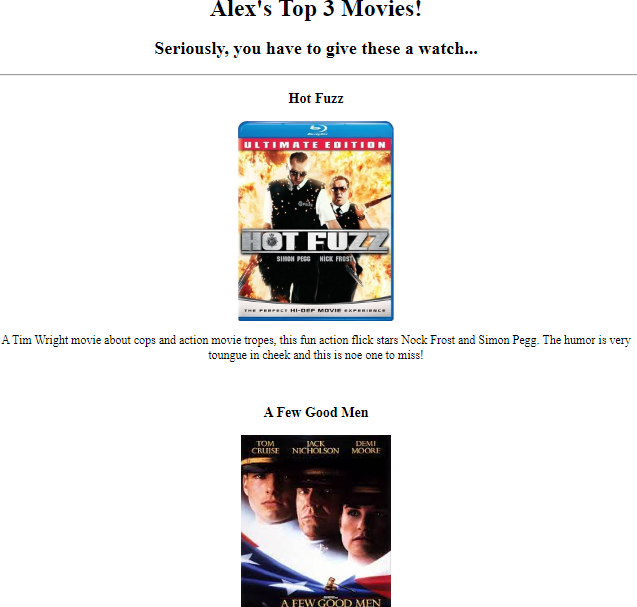 Alex's Top 3 Movies!
Seriously, you have to give these a watch...
Hot Fuzz
Blu-ray Disc
ULTIMATE EDITION
HOT FUZZ
SIMON PEGG NICK FROST
THE PERFECT HI-DEF MOVIE EXPERIENCE
A Tim Wright movie about cops and action movie tropes, this fun action flick stars Nock Frost and Simon Pegg. The humor is very
toungue in cheek and this is noe one to miss!
A Few Good Men
TOM JACK DEMI
CRUISE NICHOLSON MOORE
A FEW GOOD MEN